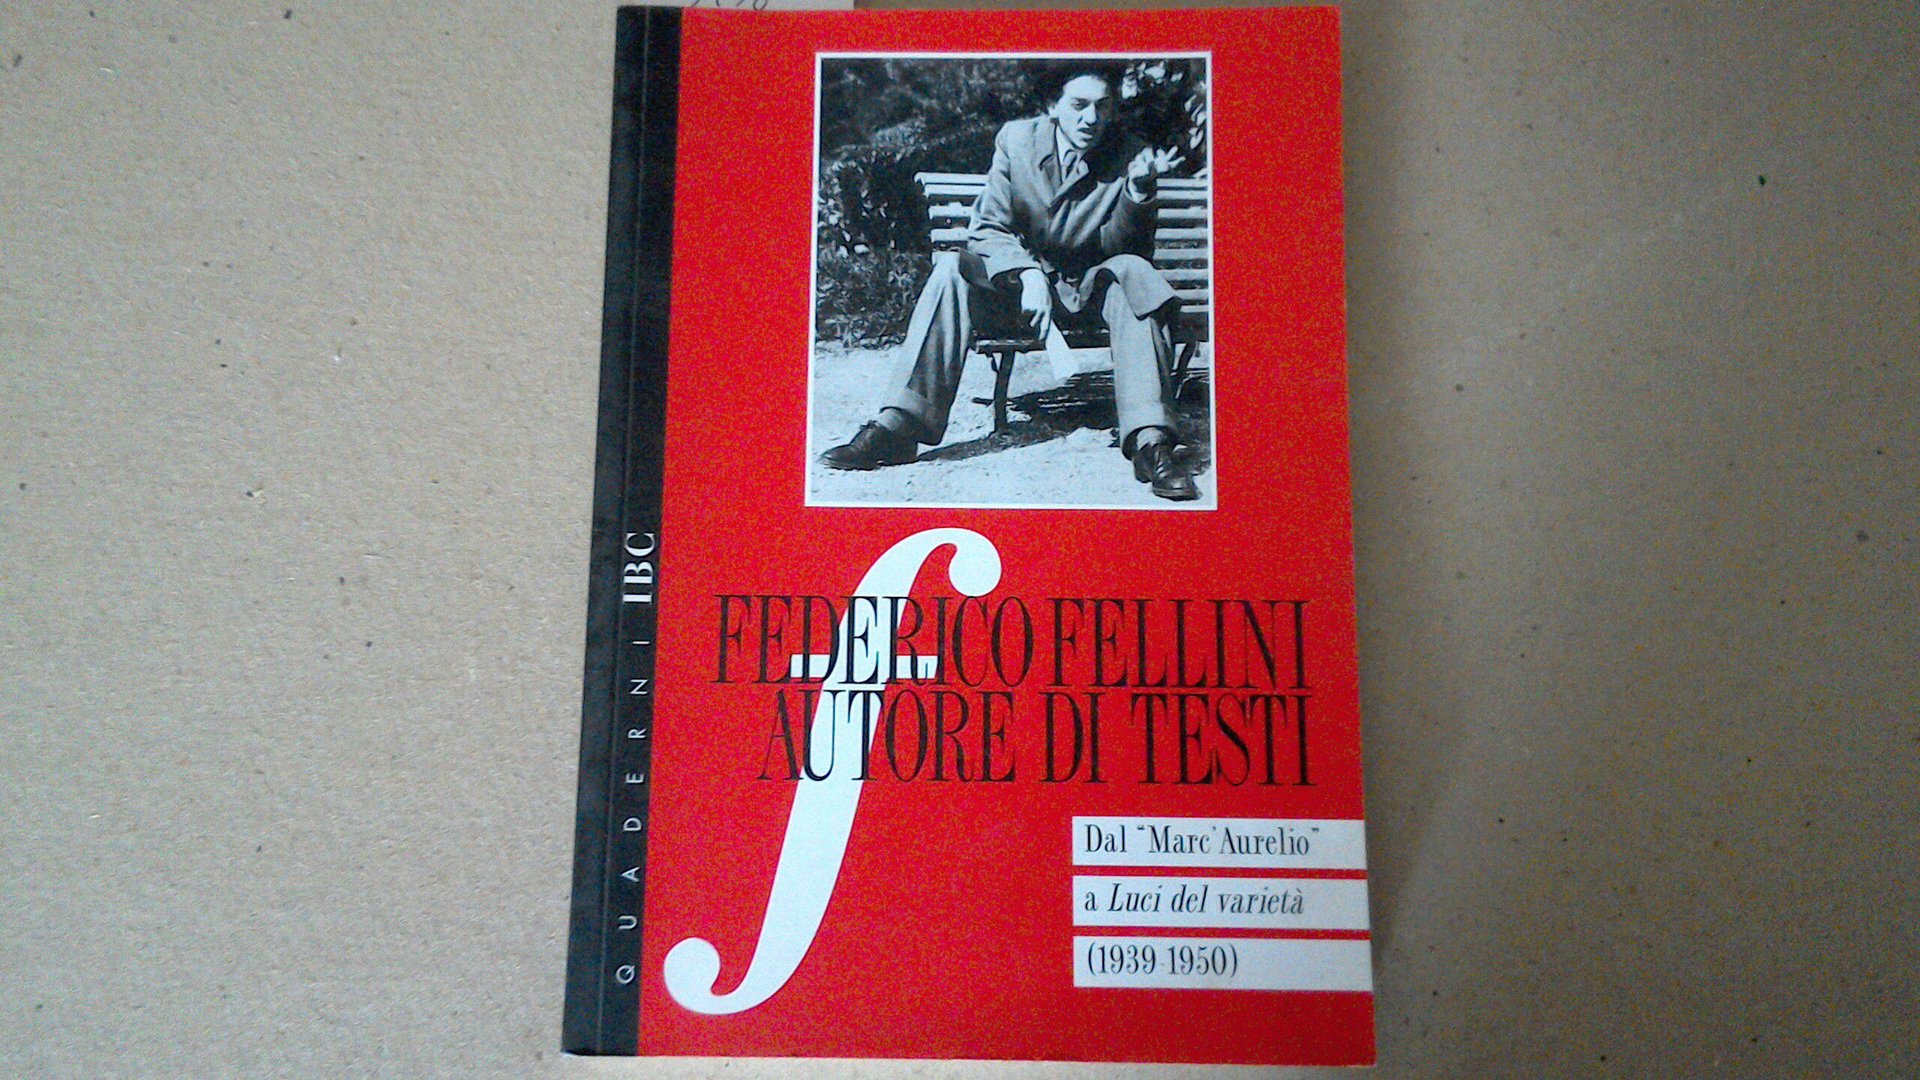 QUADERNI IBC
f
FEDERICO FELLINI
AUTORE DI TESTI
Dal "Marc'Aurelio"
a Luci del varietà
(1939-1950)